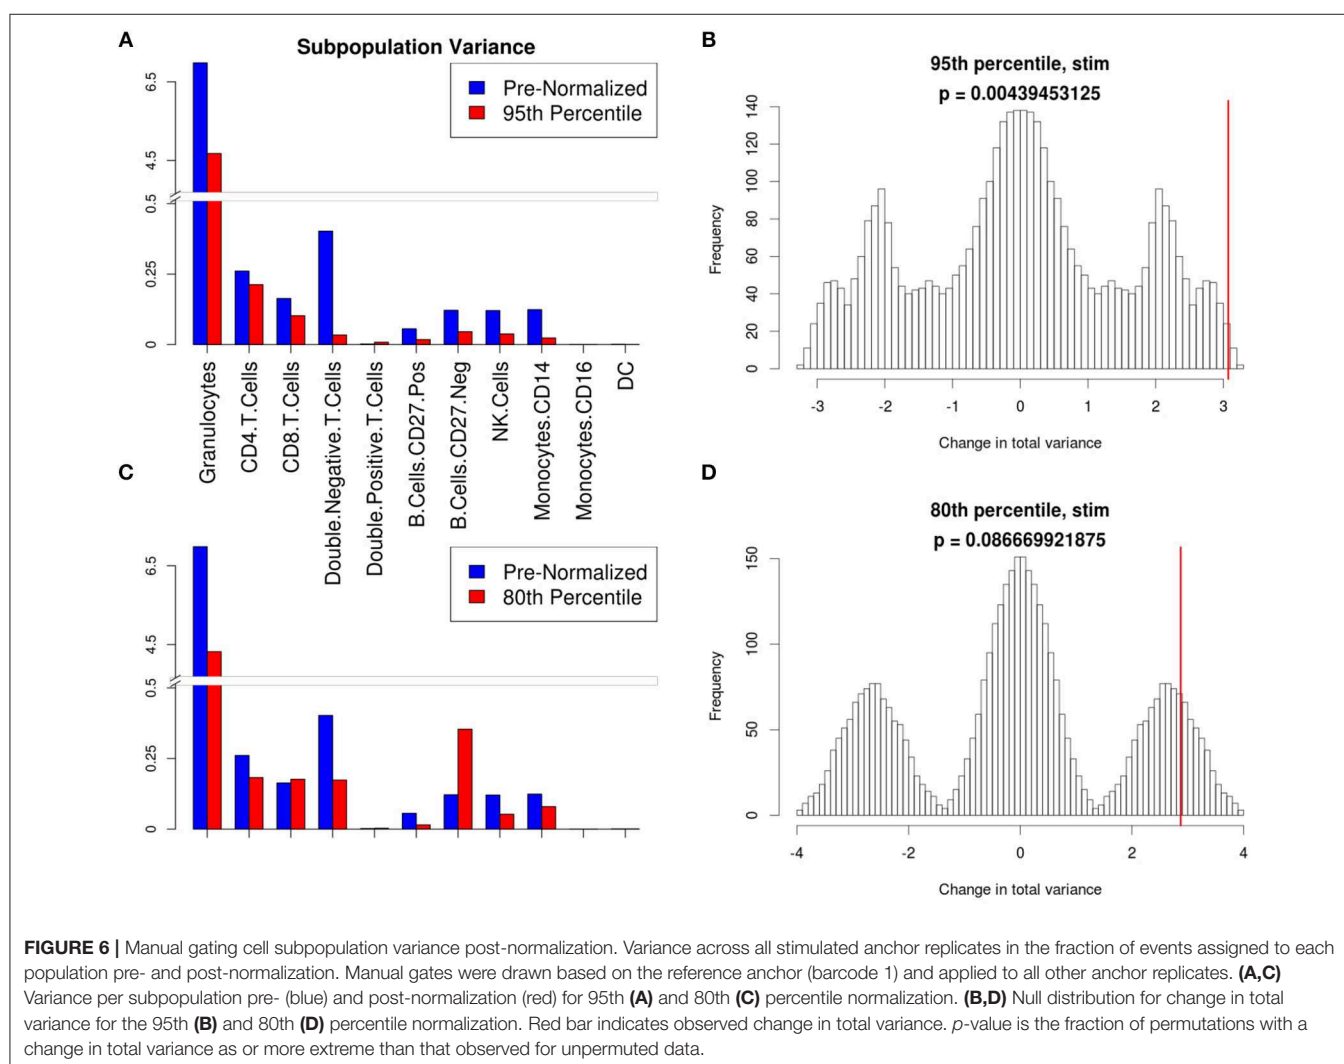 A
Subpopulation Variance
Pre-Normalized
95th Percentile
6.5
4.5
0.5
0.25
0
Granulocytes
CD4.T.Cells
CD8.T.Cells
Double.Negative.T.Cells
Double.Positive.T.Cells
B.Cells.CD27.Pos
B.Cells.CD27.Neg
NK.Cells
Monocytes.CD14
Monocytes.CD16
DC
B
95th percentile, stim
p = 0.00439453125
Frequency
140
120
100
80
60
40
20
0
-3 -2 -1 0 1 2 3
Change in total variance
C
Pre-Normalized
80th Percentile
6.5
4.5
0.5
0.25
0
D
80th percentile, stim
p = 0.086669921875
Frequency
150
100
50
0
-4 -2 0 2 4
Change in total variance
FIGURE 6 | Manual gating cell subpopulation variance post-normalization. Variance across all stimulated anchor replicates in the fraction of events assigned to each
population pre- and post-normalization. Manual gates were drawn based on the reference anchor (barcode 1) and applied to all other anchor replicates. (A,C)
Variance per subpopulation pre- (blue) and post-normalization (red) for 95th (A) and 80th (C) percentile normalization. (B,D) Null distribution for change in total
variance for the 95th (B) and 80th (D) percentile normalization. Red bar indicates observed change in total variance. p-value is the fraction of permutations with a
change in total variance as or more extreme than that observed for unpermuted data.